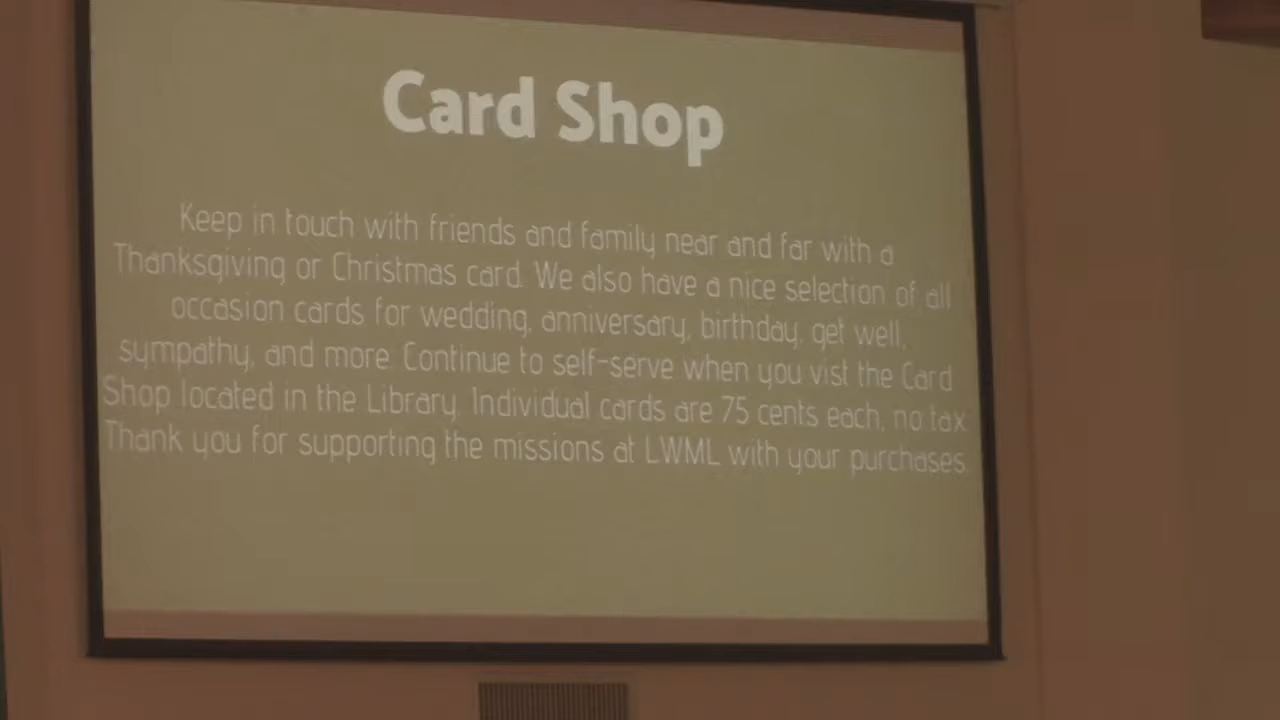 Card Shop
Keep in touch with friends and family near and far with a
Thanksgiving or Christmas card. We also have a nice selection of all
occasion cards for wedding, anniversary, birthday, get well,
sympathy, and more. Continue to self-serve when you vist the Card
Shop located in the Library. Individual cards are 75 cents each, no tax.
Thank you for supporting the missions at LWML with your purchases.